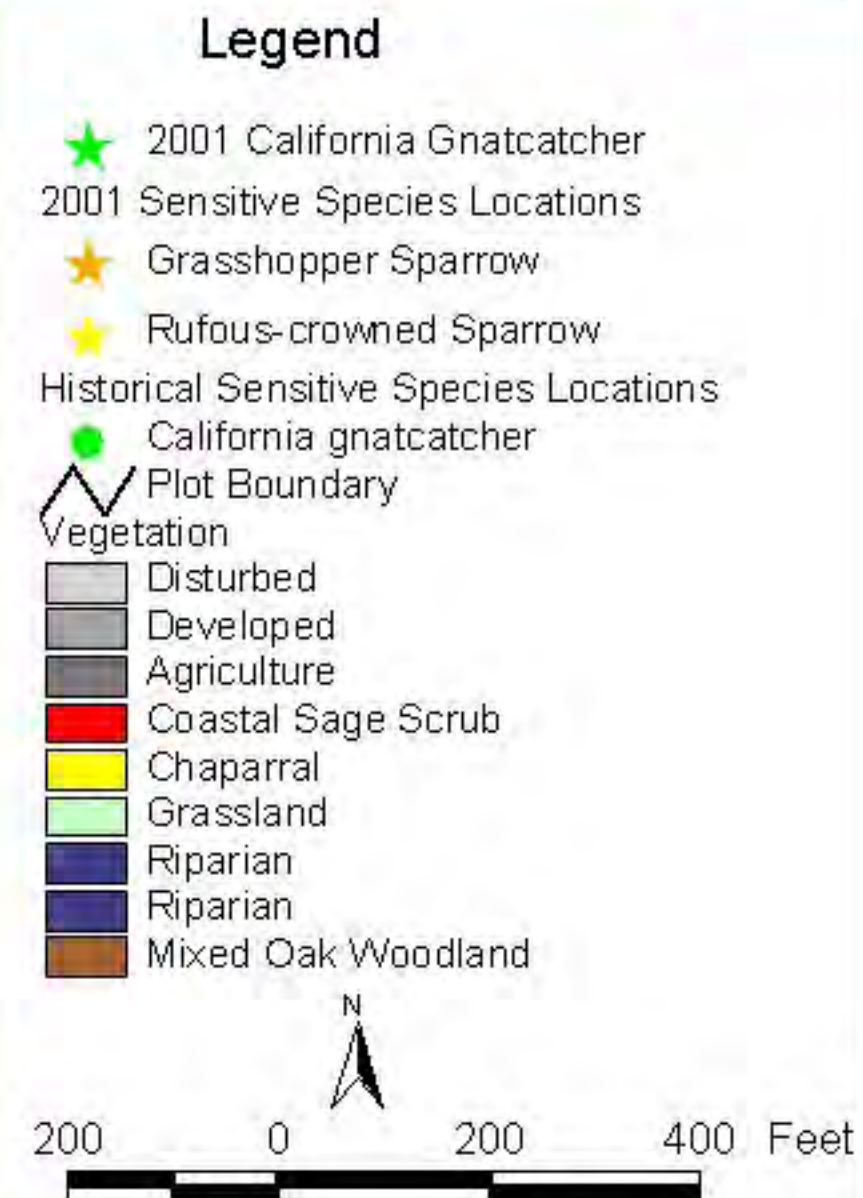 Legend
2001 California Gnatcatcher
2001 Sensitive Species Locations
Grasshopper Sparrow
Rufous-crowned Sparrow
Historical Sensitive Species Locations
California gnatcatcher
Plot Boundary
Vegetation
Disturbed
Developed
Agriculture
Coastal Sage Scrub
Chaparral
Grassland
Riparian
Riparian
Mixed Oak Woodland
N
200 0 200 400 Feet